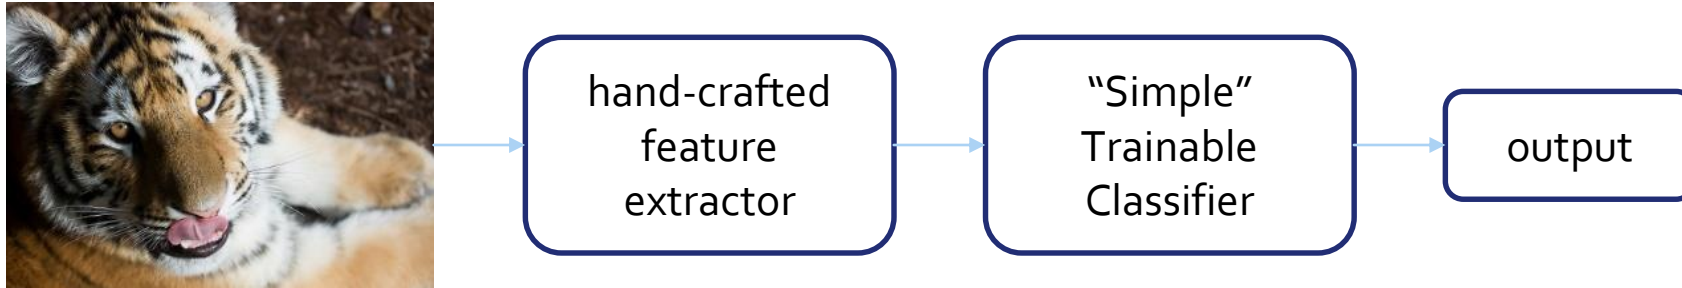 hand-crafted
feature
extractor
“Simple”
Trainable
Classifier
output